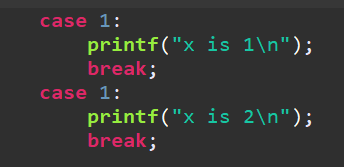 case 1:
    printf("x is 1\n");
    break;
case 1:
    printf("x is 2\n");
    break;